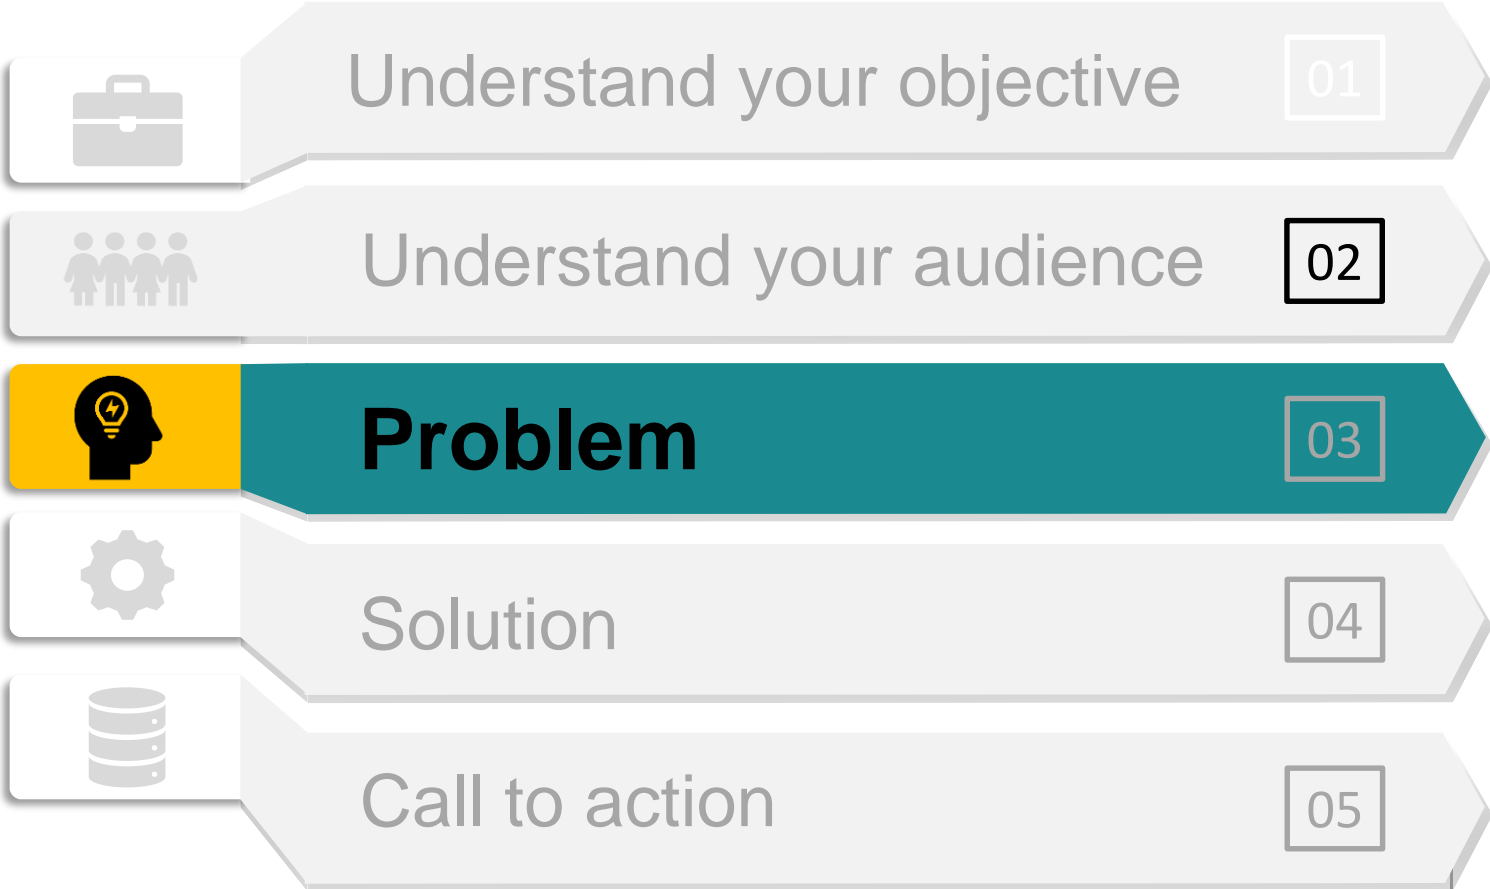 Understand your objective 01
Understand your audience 02
Problem 03
Solution 04
Call to action 05